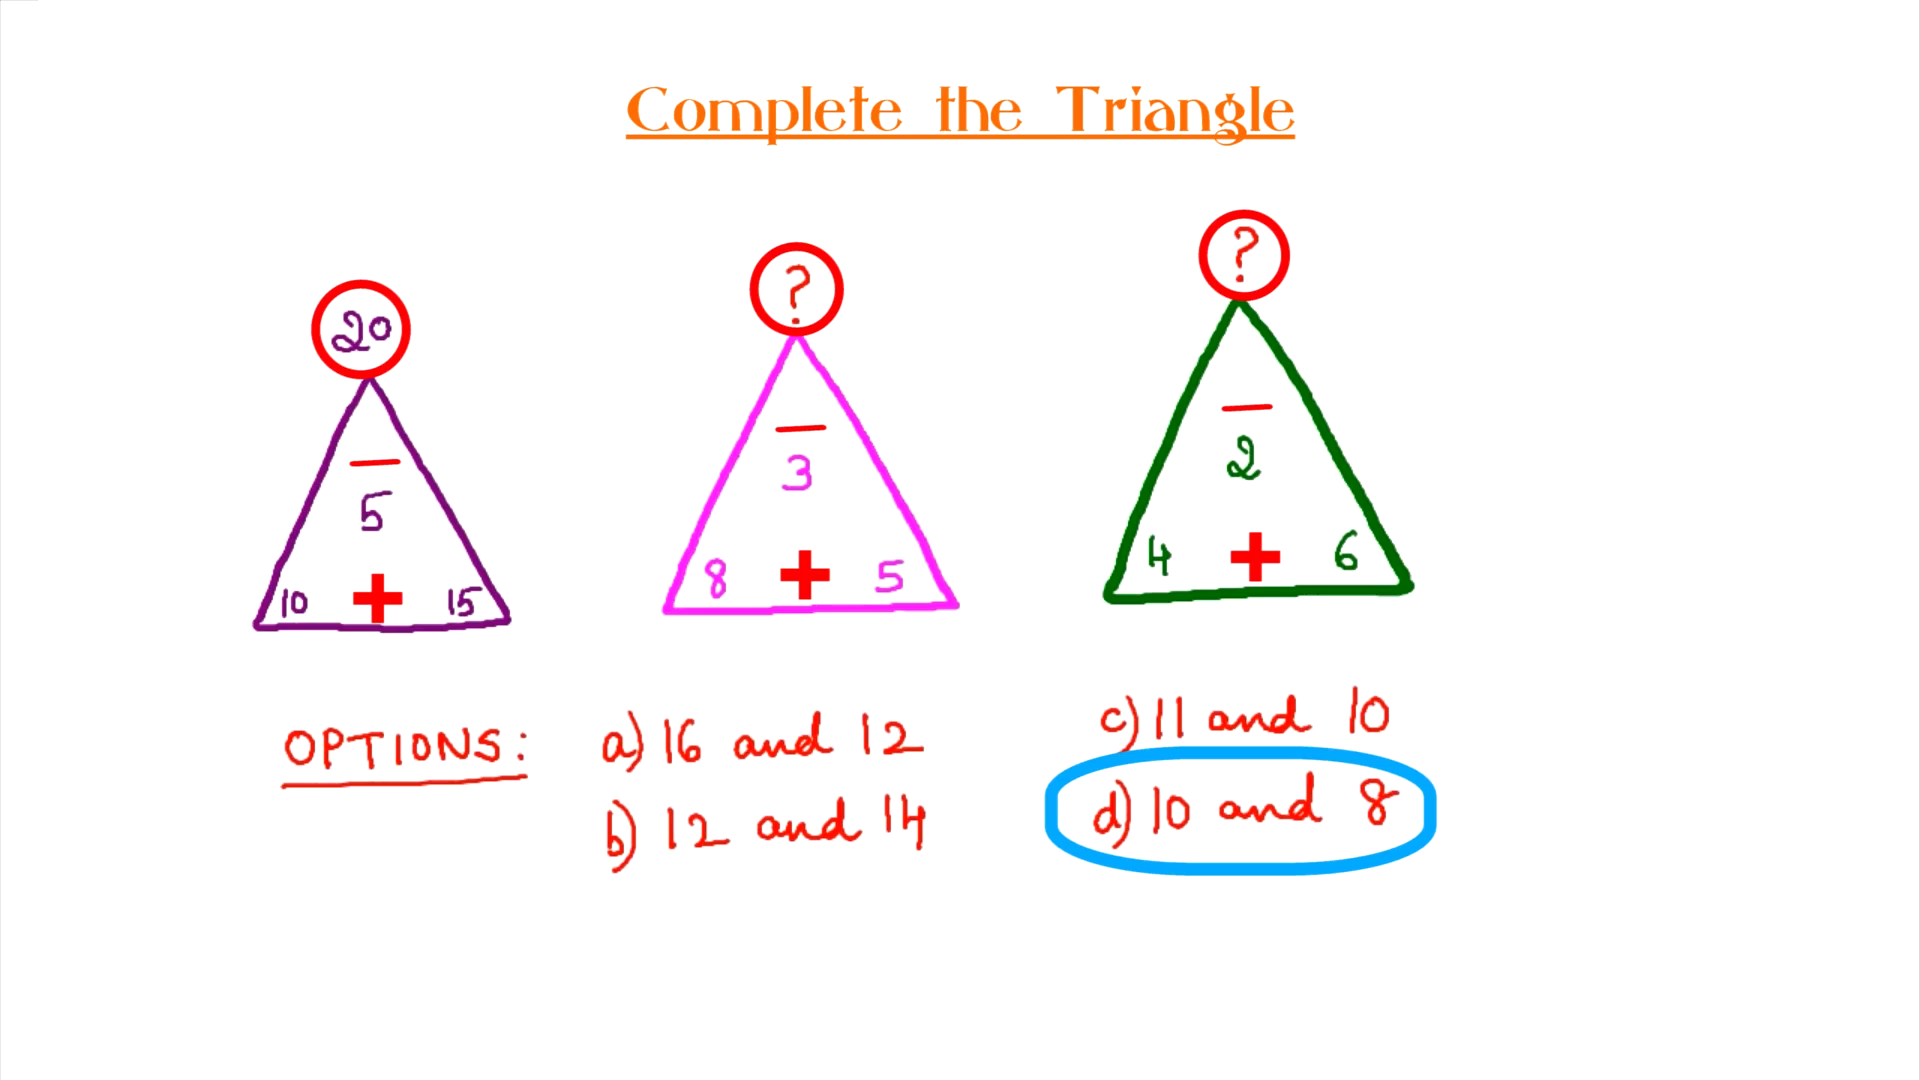 Complete the Triangle
20
−
5
10 + 15
?
−
3
8 + 5
?
−
2
4 + 6
OPTIONS:
a) 16 and 12
b) 12 and 14
c) 11 and 10
d) 10 and 8